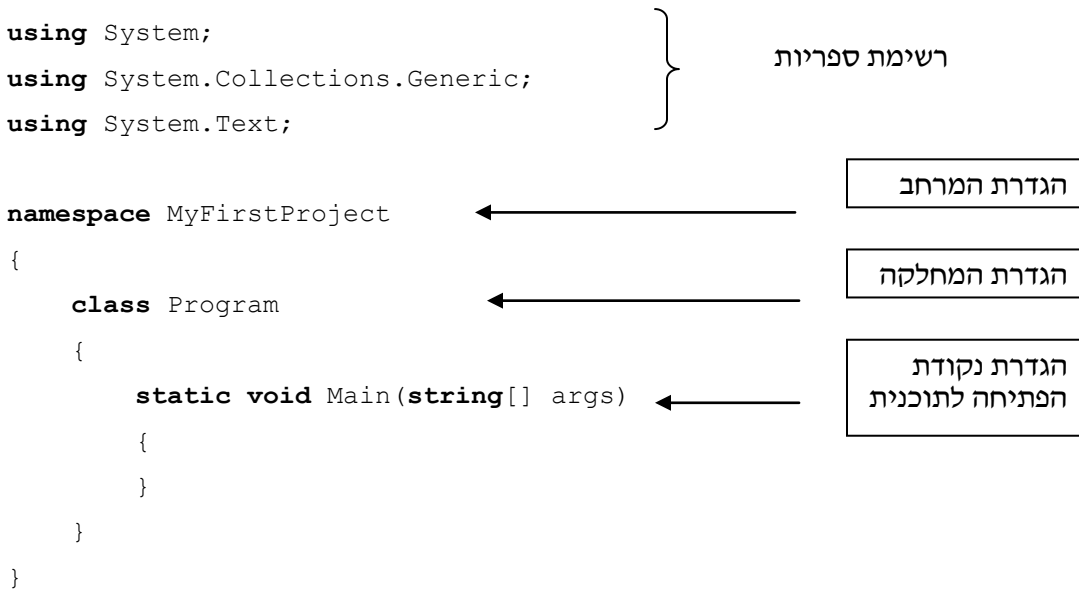 using System;
using System.Collections.Generic;
using System.Text;
רשימת ספריות
namespace MyFirstProject
הגדרת המרחב
{
class Program
הגדרת המחלקה
{
static void Main(string[] args)
הגדרת נקודת
הפתיחה לתוכנית
{
}
}
}